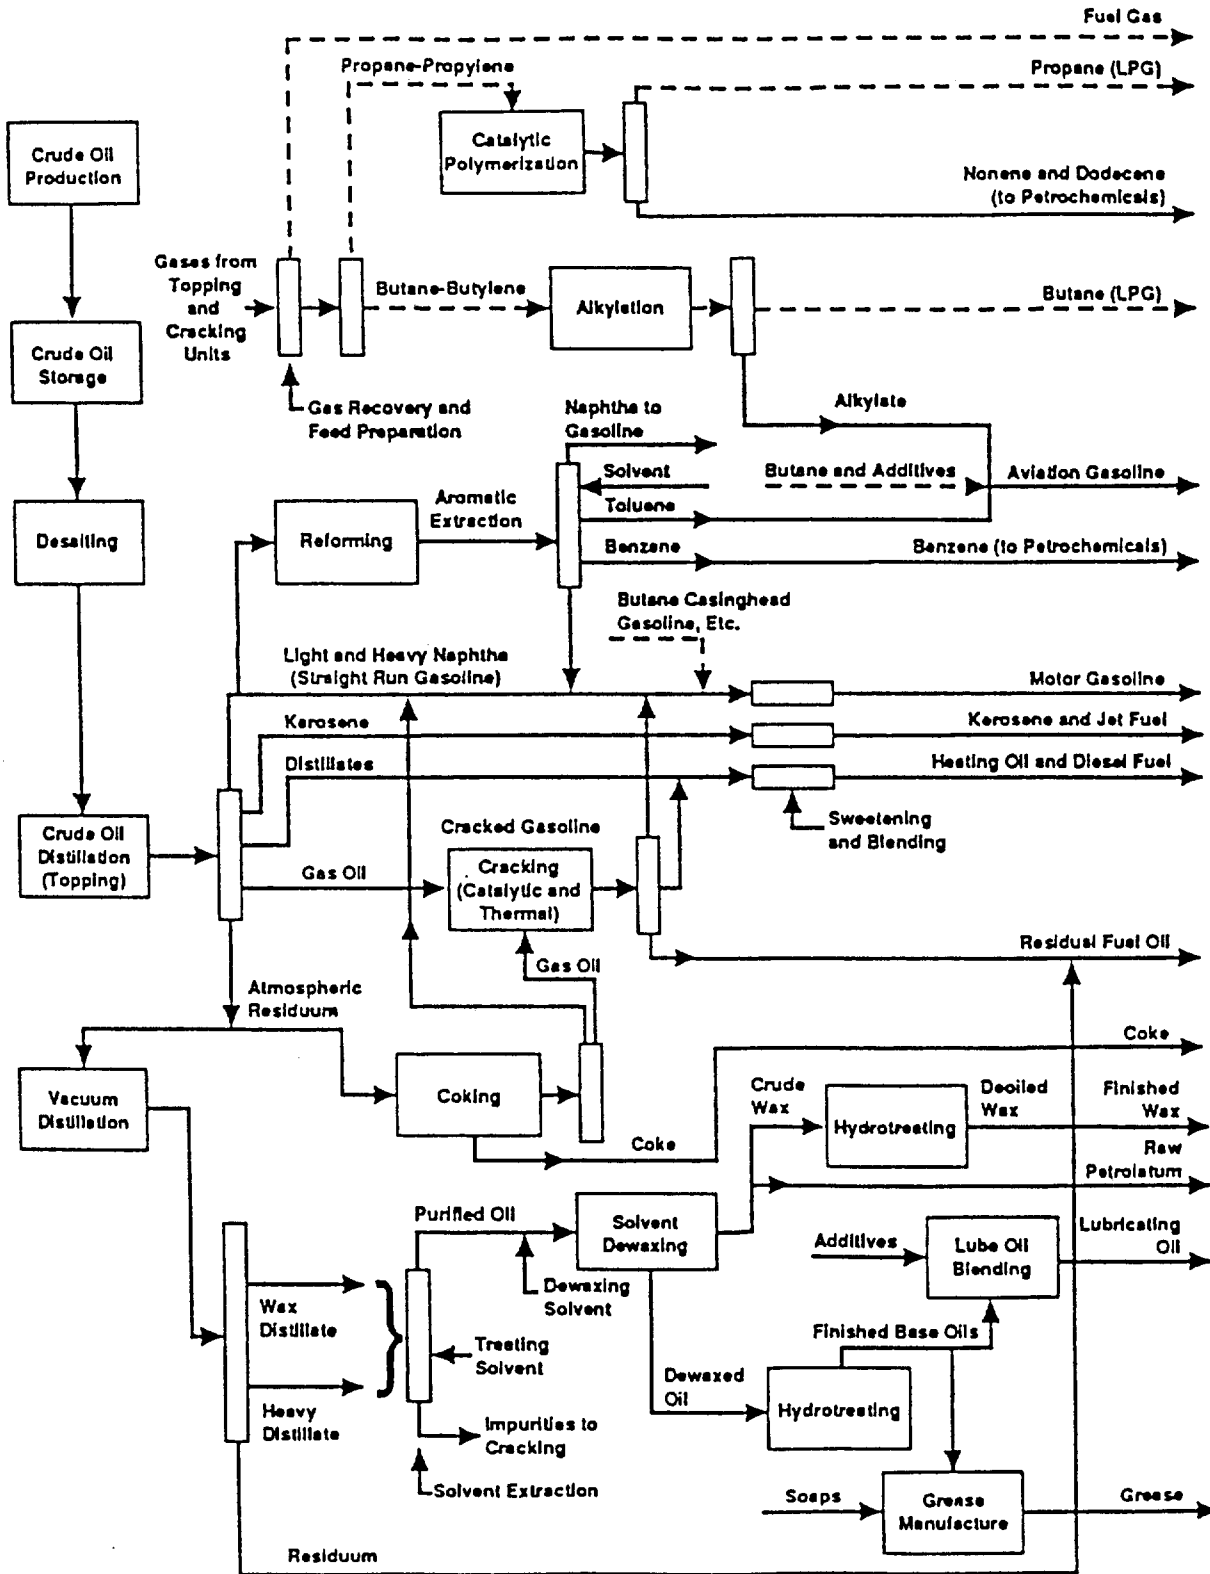 Fuel Gas
Propane-Propylene
Propane (LPG)
Crude Oil
Production
Catalytic
Polymerization
Nonene and Dodecene
(to Petrochemicals)
Gases from
Topping
and
Cracking
Units
Butane-Butylene
Alkylation
Butane (LPG)
Crude Oil
Storage
Gas Recovery and
Feed Preparation
Naphtha to
Gasoline
Alkylate
Solvent
Butane and Additives
Aviation Gasoline
Aromatic
Extraction
Toluene
Desalting
Reforming
Benzene
Benzene (to Petrochemicals)
Butane Casinghead
Gasoline, Etc.
Light and Heavy Naphtha
(Straight Run Gasoline)
Motor Gasoline
Kerosene
Kerosene and Jet Fuel
Distillates
Heating Oil and Diesel Fuel
Crude Oil
Distillation
(Topping)
Cracked Gasoline
Sweetening
and Blending
Gas Oil
Cracking
(Catalytic and
Thermal)
Gas Oil
Residual Fuel Oil
Atmospheric
Residuum
Coke
Vacuum
Distillation
Coking
Crude
Wax
Hydrotreating
Deoiled
Wax
Finished
Wax
Coke
Raw
Petrolatum
Purified Oil
Solvent
Dewaxing
Additives
Lube Oil
Blending
Lubricating
Oil
Dewaxing
Solvent
Wax
Distillate
Treating
Solvent
Finished Base Oils
Dewaxed
Oil
Hydrotreating
Heavy
Distillate
Impurities to
Cracking
Solvent Extraction
Soaps
Grease
Manufacture
Grease
Residuum